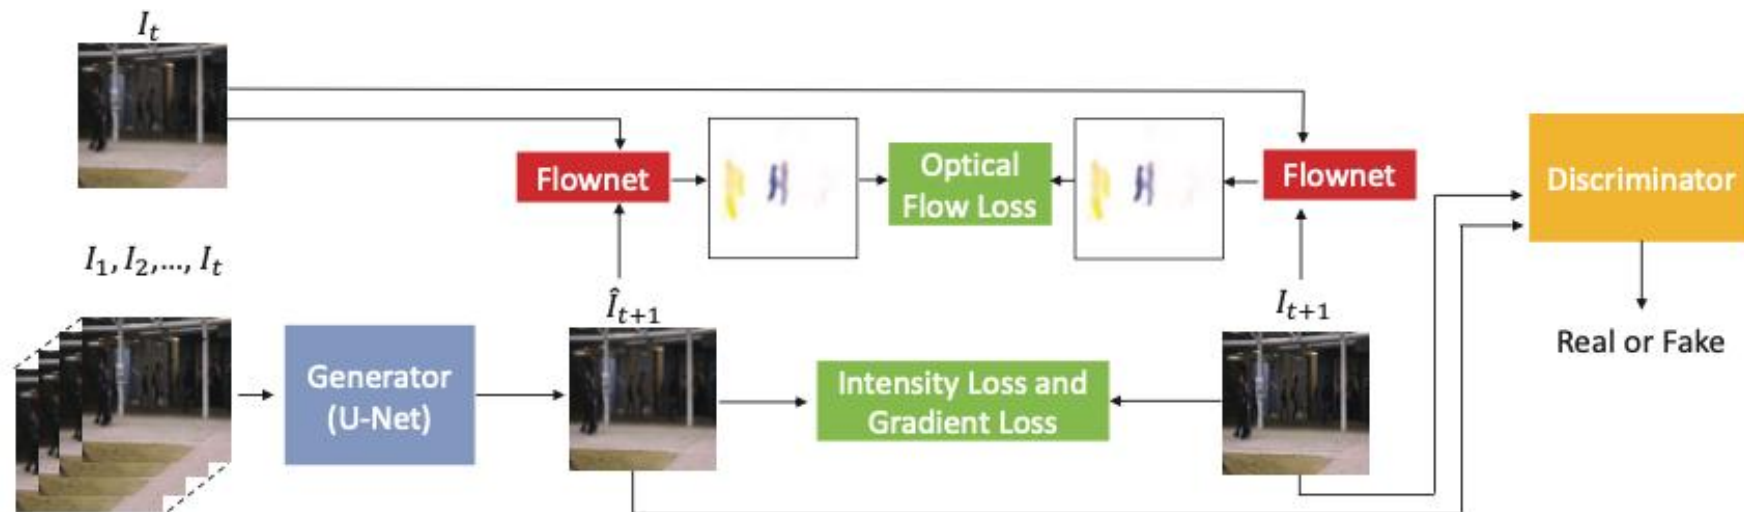 I_t
Flownet
Optical
Flow Loss
Flownet
Discriminator
I_1, I_2,..., I_t
Î_{t+1}
I_{t+1}
Real or Fake
Generator
(U-Net)
Intensity Loss and
Gradient Loss